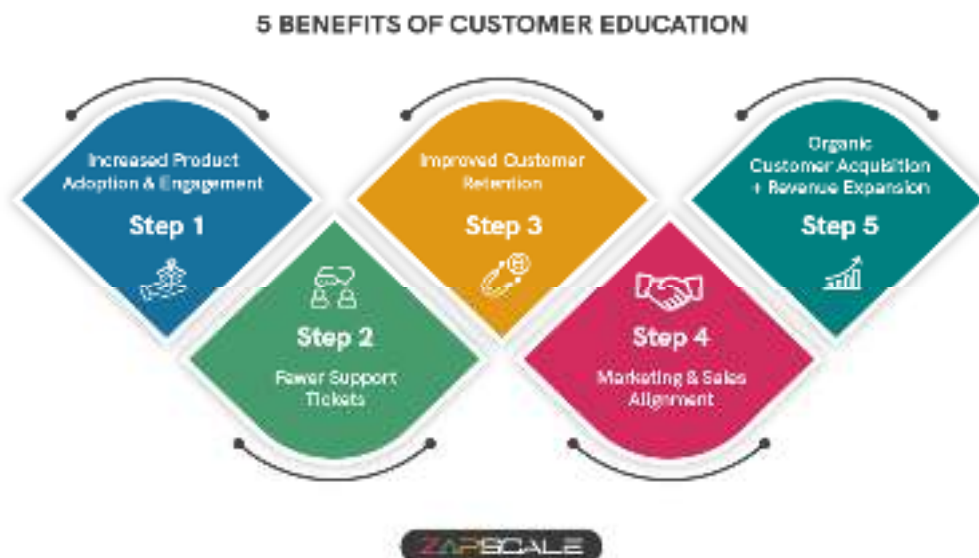 5 BENEFITS OF CUSTOMER EDUCATION
Increased Product
Adoption & Engagement
Step 1
Step 2
Fewer Support
Tickets
Improved Customer
Retention
Step 3
Step 4
Marketing & Sales
Alignment
Organic
Customer Acquisition
+ Revenue Expansion
Step 5
ZAPSCALE